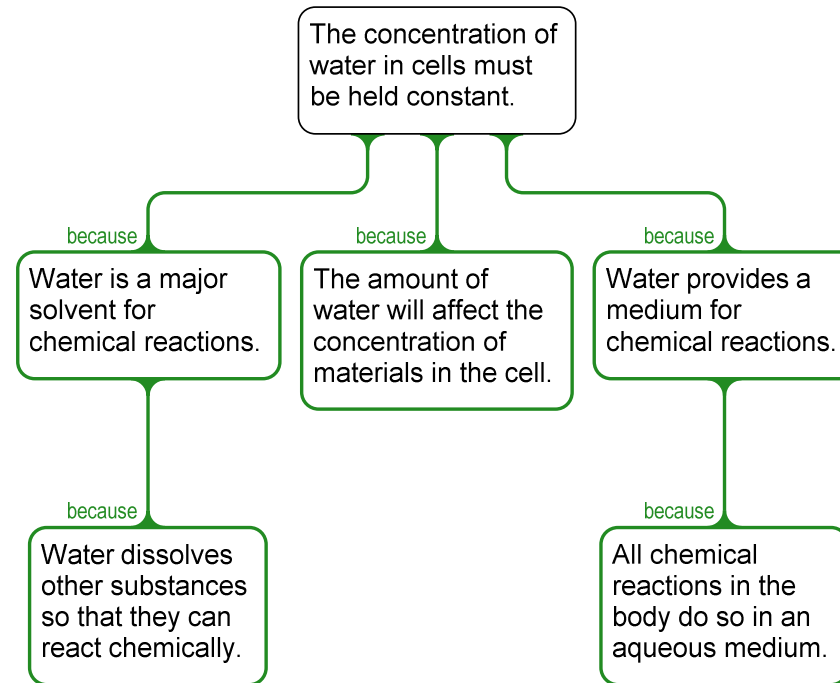 The concentration of
water in cells must
be held constant.
because
because
because
Water is a major
solvent for
chemical reactions.
The amount of
water will affect the
concentration of
materials in the cell.
Water provides a
medium for
chemical reactions.
because
because
Water dissolves
other substances
so that they can
react chemically.
All chemical
reactions in the
body do so in an
aqueous medium.